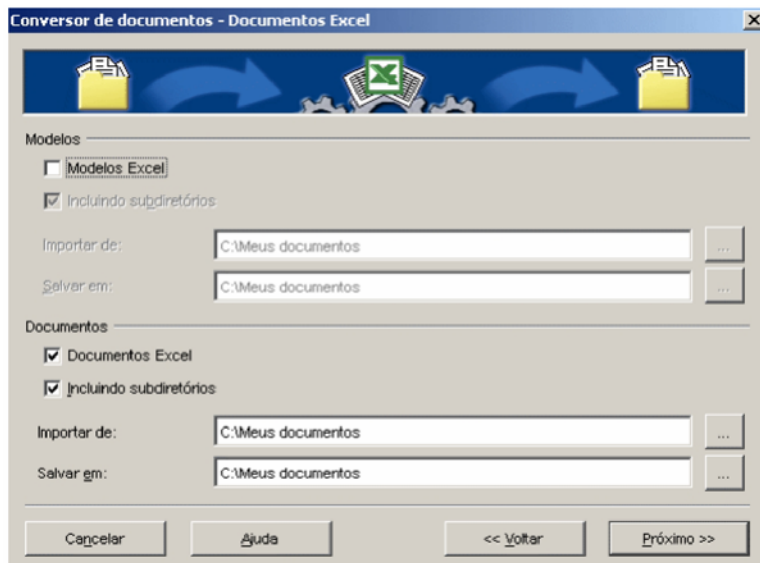 Conversor de documentos - Documentos Excel
Modelos
Modelos Excel
Incluindo subdiretórios
Importar de: C:\Meus documentos ...
Salvar em: C:\Meus documentos ...
Documentos
Documentos Excel
Incluindo subdiretórios
Importar de: C:\Meus documentos ...
Salvar em: C:\Meus documentos ...
Cancelar Ajuda << Voltar Próximo >>